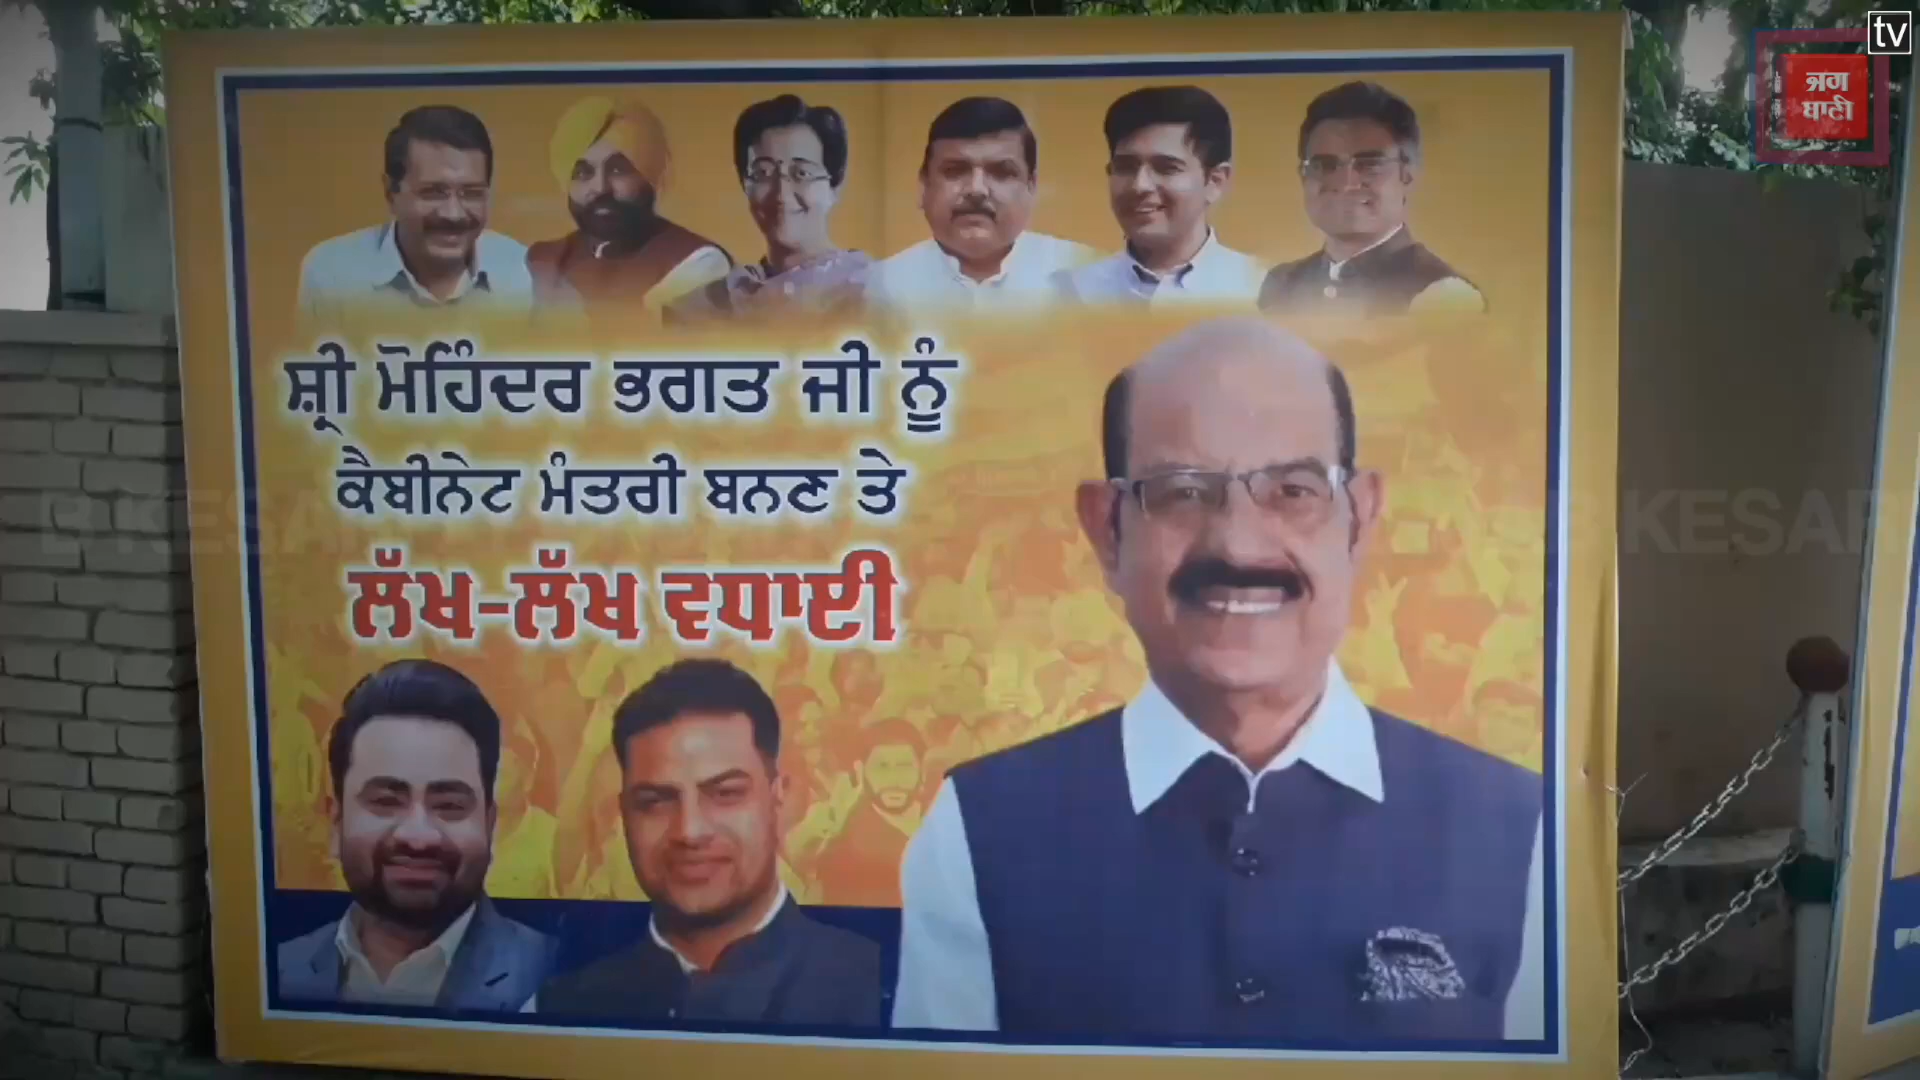 tv
ਜਗ
ਬਾਣੀ
ਸ਼੍ਰੀ ਮੋਹਿੰਦਰ ਭਗਤ ਜੀ ਨੂੰ
ਕੈਬੀਨੇਟ ਮੰਤਰੀ ਬਨਣ ਤੇ
ਲੱਖ-ਲੱਖ ਵਧਾਈ